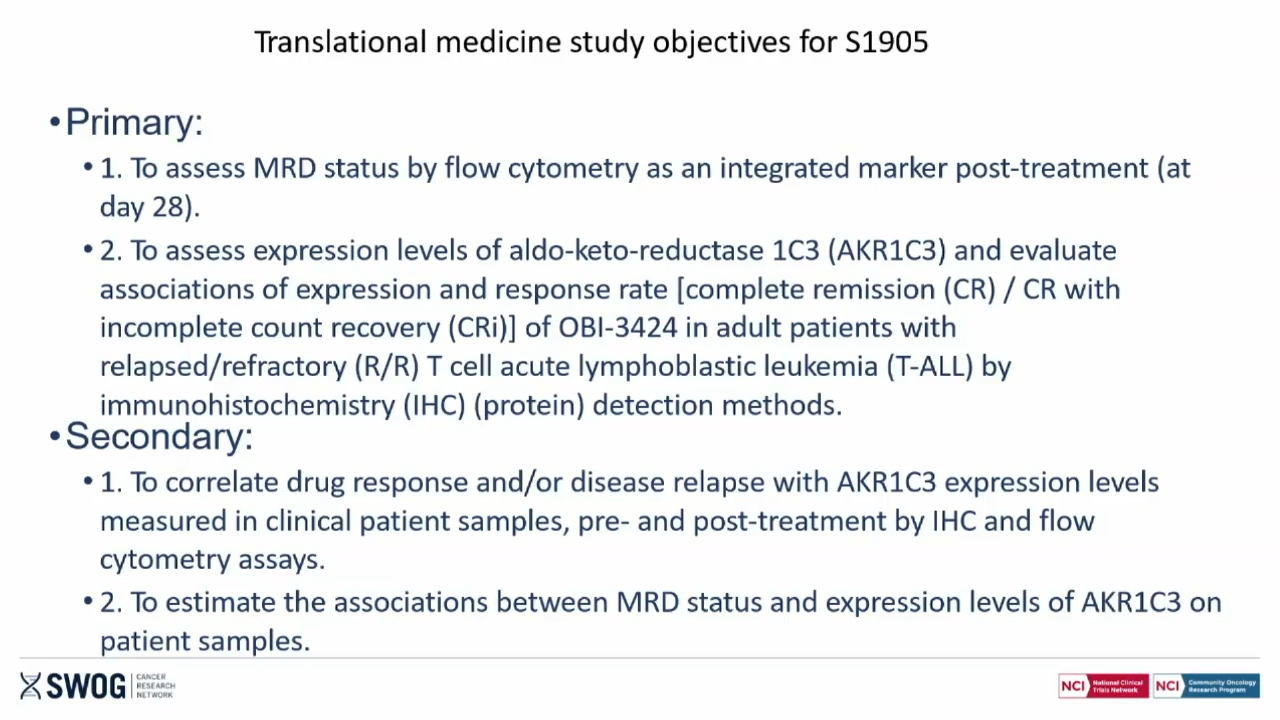 Translational medicine study objectives for S1905
•Primary:
• 1. To assess MRD status by flow cytometry as an integrated marker post-treatment (at
day 28).
• 2. To assess expression levels of aldo-keto-reductase 1C3 (AKR1C3) and evaluate
associations of expression and response rate [complete remission (CR) / CR with
incomplete count recovery (CRi)] of OBI-3424 in adult patients with
relapsed/refractory (R/R) T cell acute lymphoblastic leukemia (T-ALL) by
immunohistochemistry (IHC) (protein) detection methods.
•Secondary:
• 1. To correlate drug response and/or disease relapse with AKR1C3 expression levels
measured in clinical patient samples, pre- and post-treatment by IHC and flow
cytometry assays.
• 2. To estimate the associations between MRD status and expression levels of AKR1C3 on
patient samples.
SWOG
CANCER
RESEARCH
NETWORK
NCI
National Clinical
Trials Network
NCI
Community Oncology
Research Program